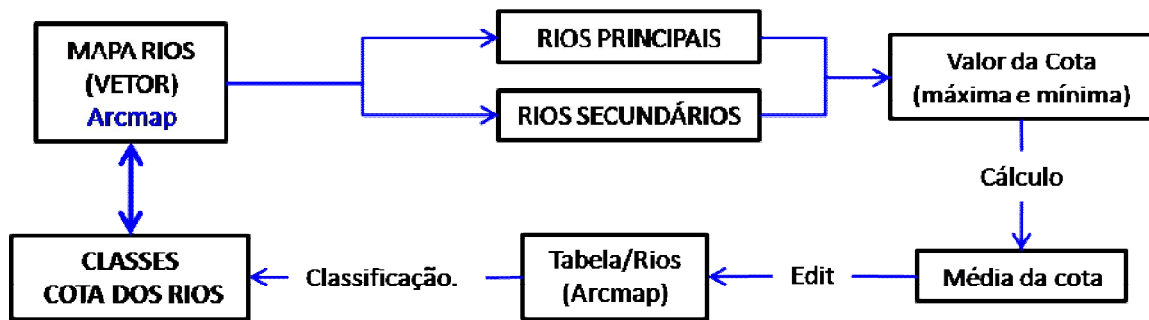 MAPA RIOS
(VETOR)
Arcmap
RIOS PRINCIPAIS
RIOS SECUNDÁRIOS
Valor da Cota
(máxima e mínima)
Cálculo
Média da cota
Edit
Tabela/Rios
(Arcmap)
Classificação.
CLASSES
COTA DOS RIOS